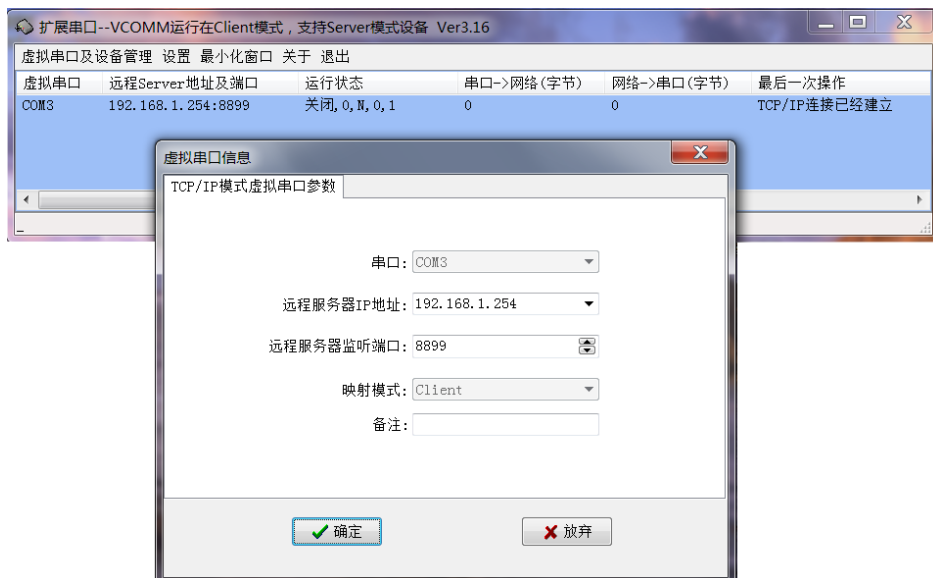 扩展串口--VCOMM运行在Client模式，支持Server模式设备 Ver3.16
虚拟串口及设备管理 设置 最小化窗口 关于 退出
虚拟串口 远程Server地址及端口 运行状态 串口->网络(字节) 网络->串口(字节) 最后一次操作
COM3 192.168.1.254:8899 关闭,0,N,0,1 0 0 TCP/IP连接已经建立
虚拟串口信息
TCP/IP模式虚拟串口参数
串口: COM3
远程服务器IP地址: 192.168.1.254
远程服务器监听端口: 8899
映射模式: Client
备注:
确定 放弃